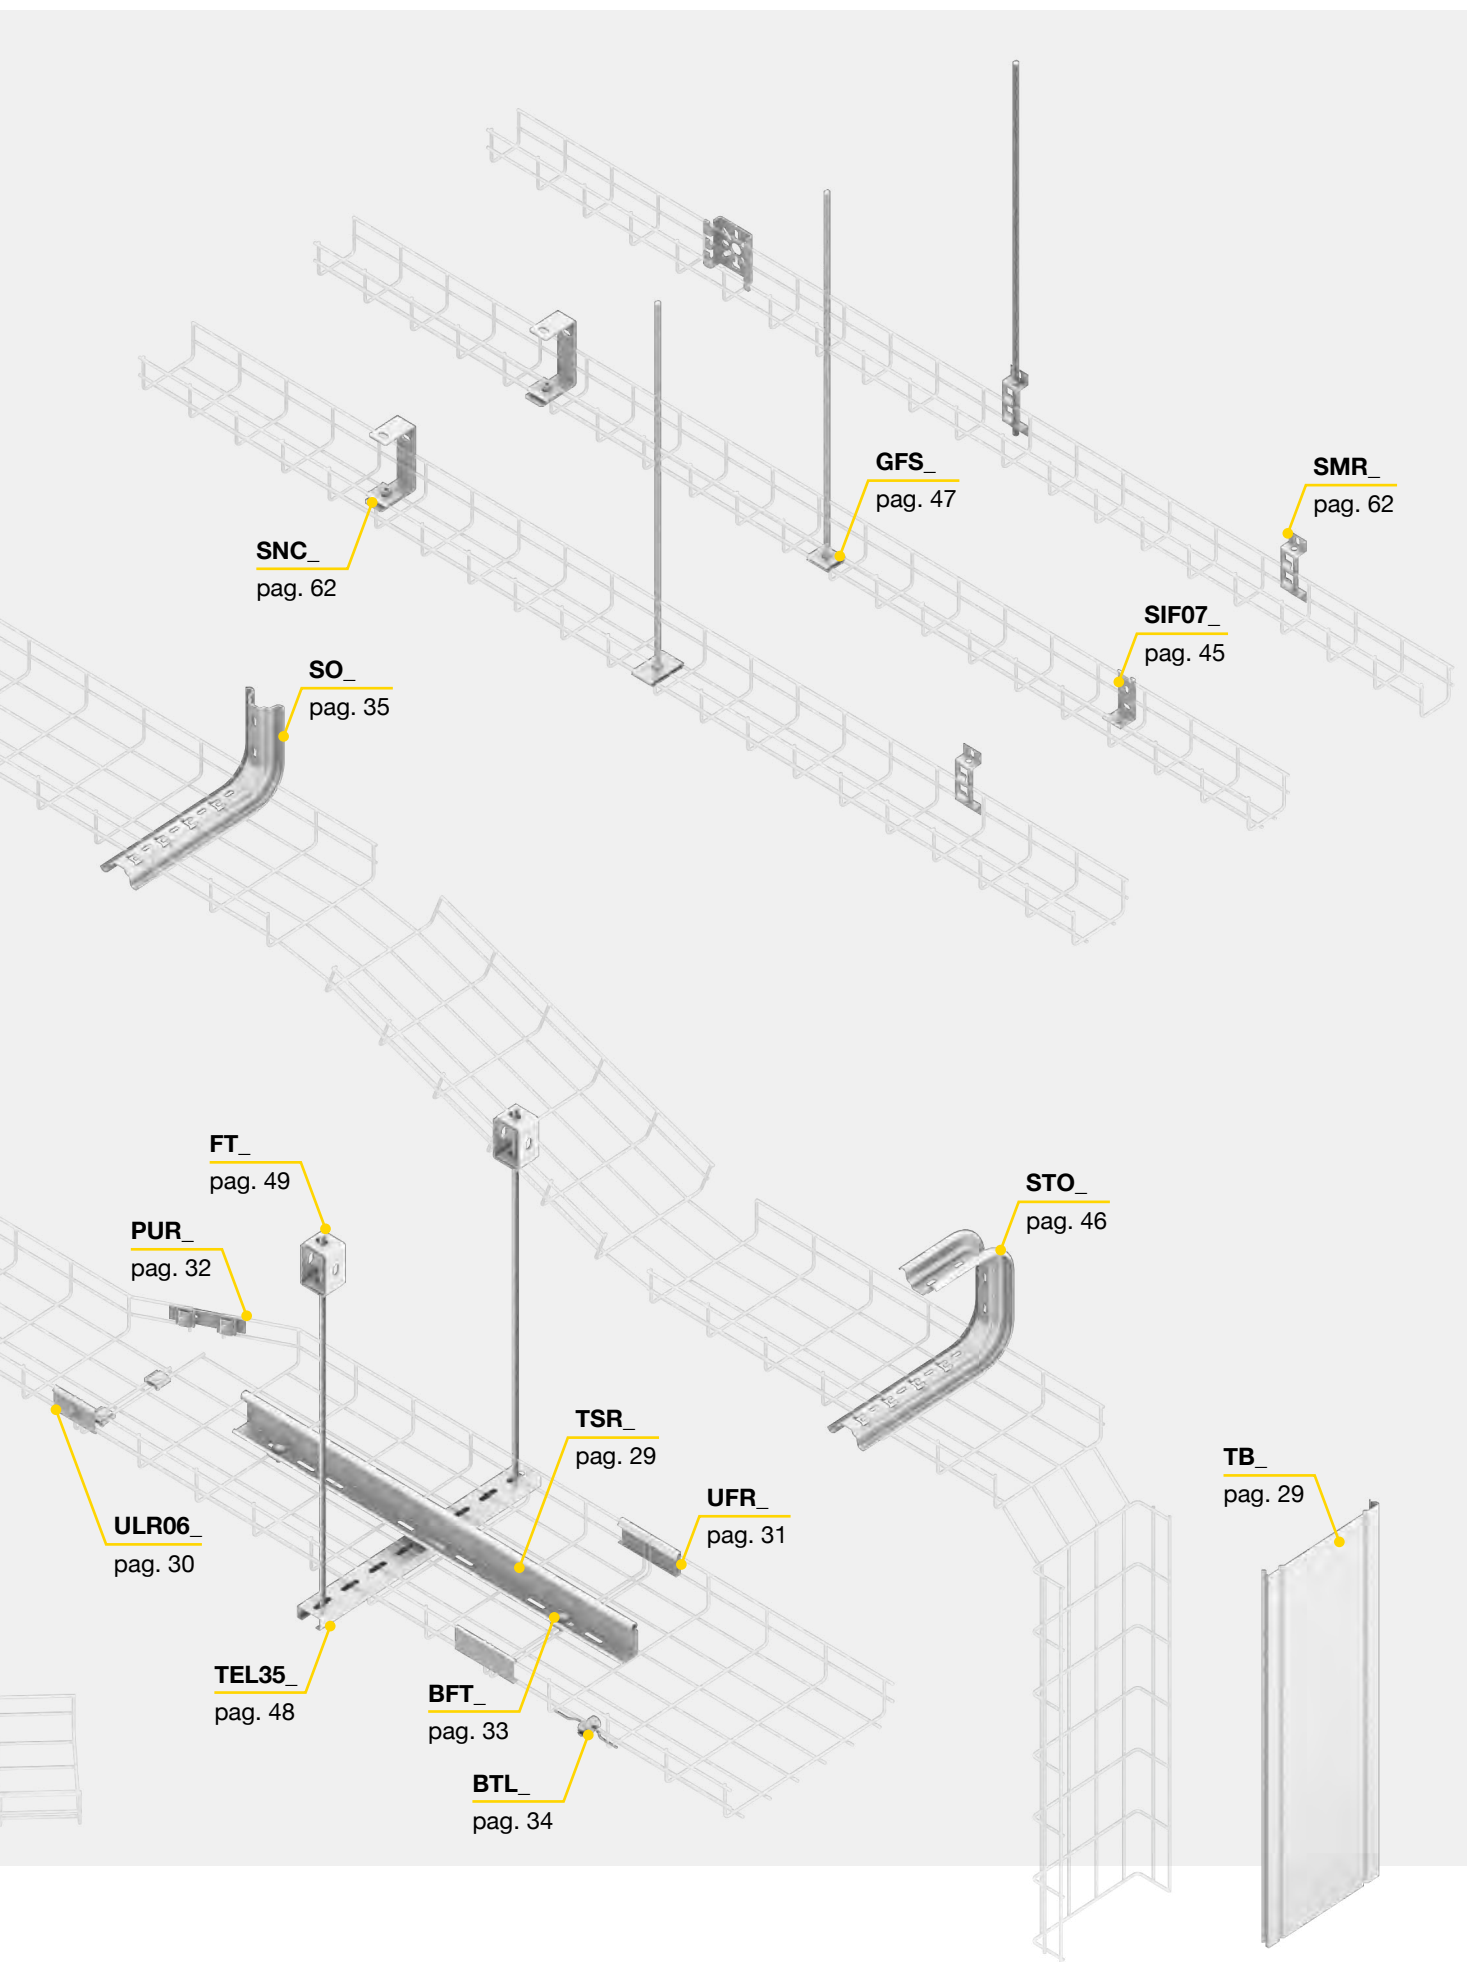 GFS_
pag. 47
SMR_
pag. 62
SNC_
pag. 62
SIF07_
pag. 45
SO_
pag. 35
FT_
pag. 49
STO_
pag. 46
PUR_
pag. 32
TSR_
pag. 29
TB_
pag. 29
UFR_
pag. 31
ULR06_
pag. 30
TEL35_
pag. 48
BFT_
pag. 33
BTL_
pag. 34